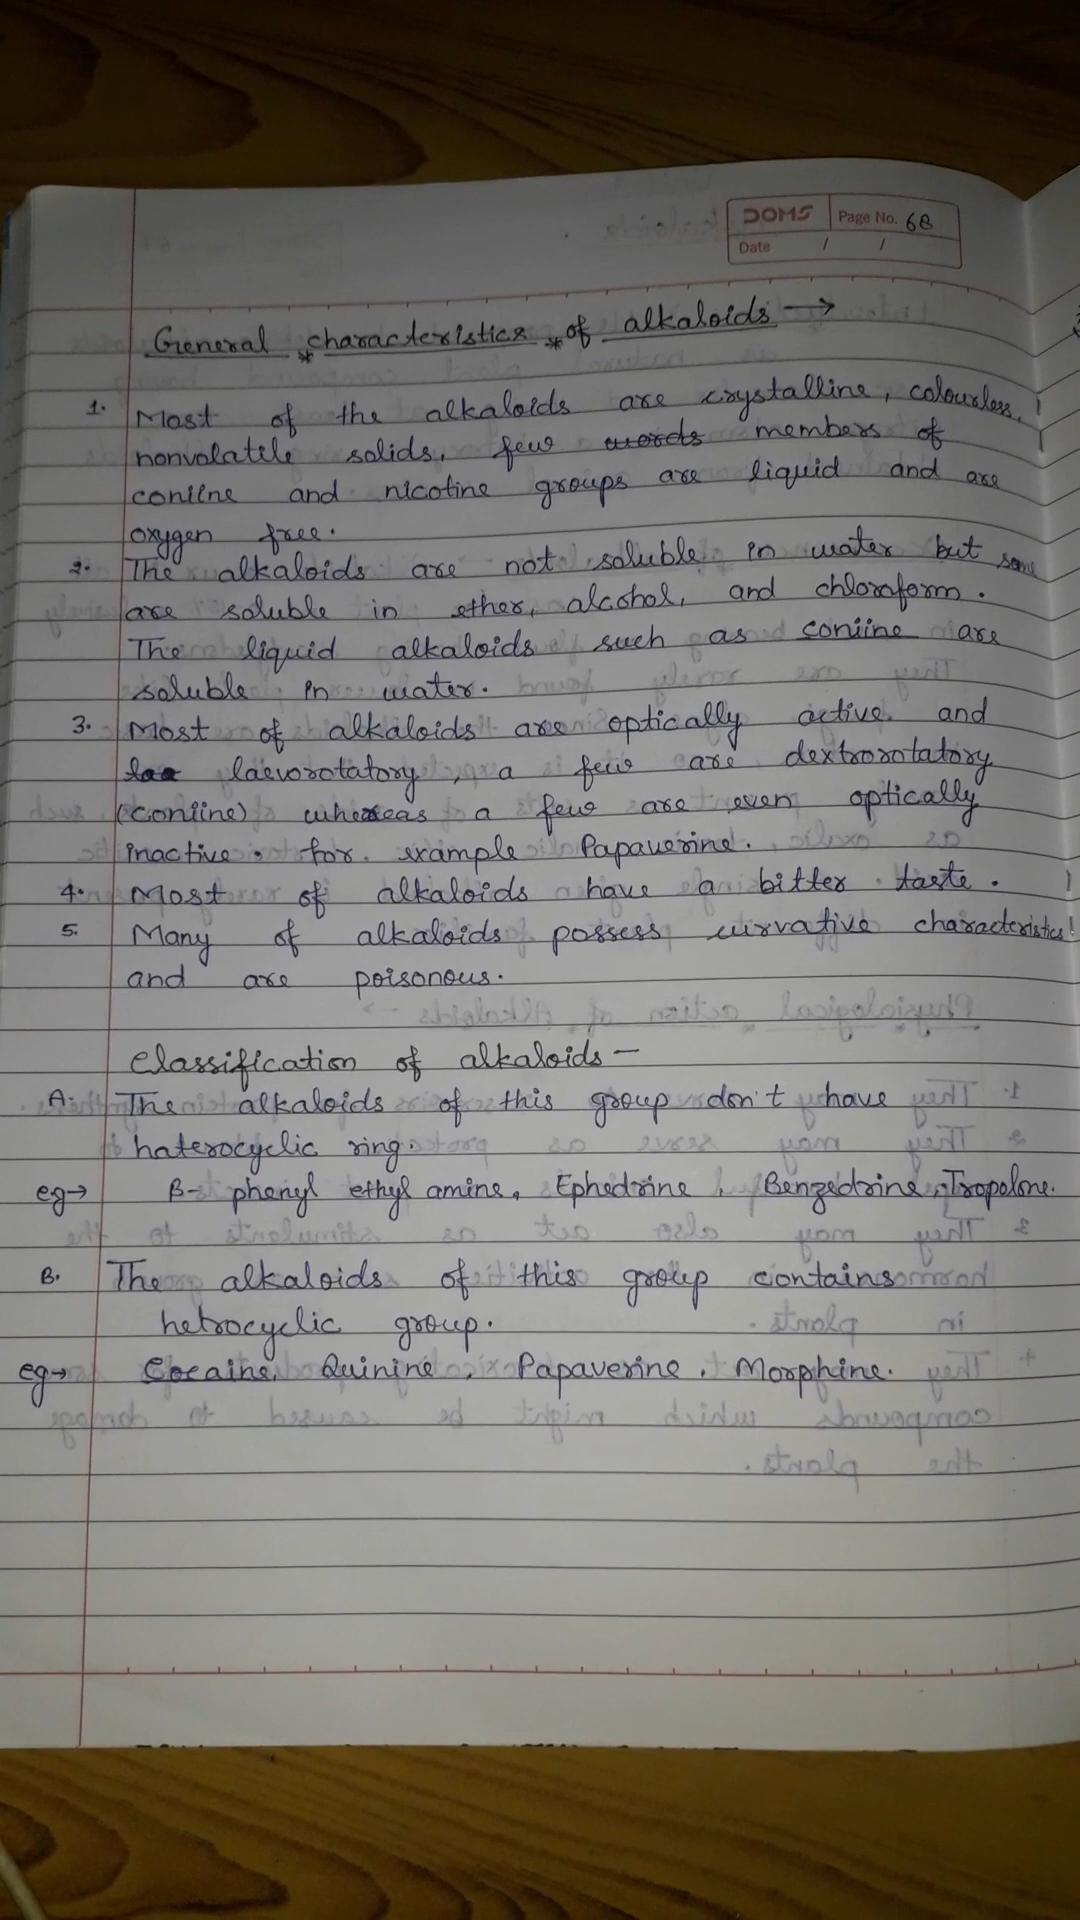 DOMS Page No. 68
Date / /
General characteristics of alkaloids →
1. Most of the alkaloids are crystalline, colourless,
nonvolatile solids, few words members of
coniine and nicotine groups are liquid and are
oxygen free.
2. The alkaloids are not soluble in water but some
are soluble in ether, alcohol, and chloroform.
The liquid alkaloids such as coniine are
soluble in water.
3. Most of alkaloids are optically active and
laevorotatory, a few are dextrorotatory
(coniine) whereas a few are even optically
inactive. for example Papaverine.
4. Most of alkaloids have a bitter taste.
5. Many of alkaloids possess curvative characteristics
and are poisonous.
Classification of alkaloids —
A. The alkaloids of this group don't have
haterocyclic ring.
eg→ β- phenyl ethyl amine, Ephedrine, Benzedrine, Tropolone.
B. The alkaloids of this group contains
hetrocyclic group.
eg→ Cocaine, Quinine, Papaverine, Morphine.